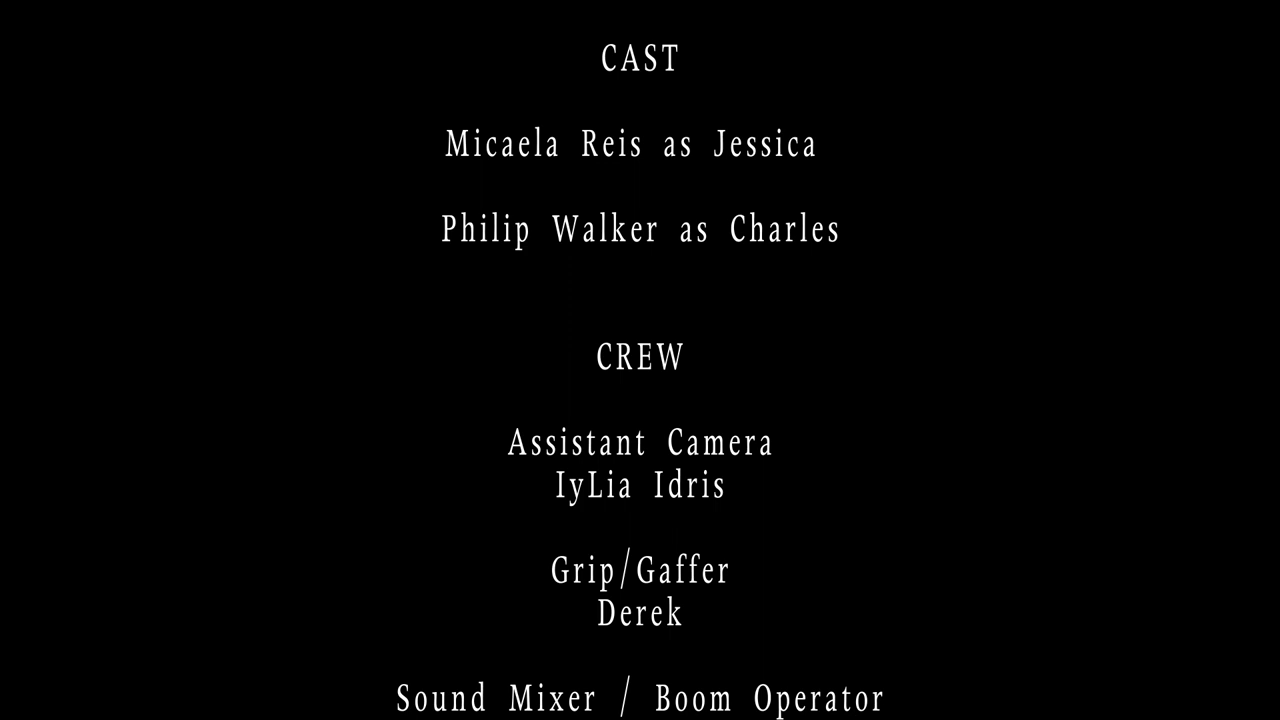 CAST
Micaela Reis as Jessica
Philip Walker as Charles
CREW
Assistant Camera
IyLia Idris
Grip/Gaffer
Derek
Sound Mixer / Boom Operator